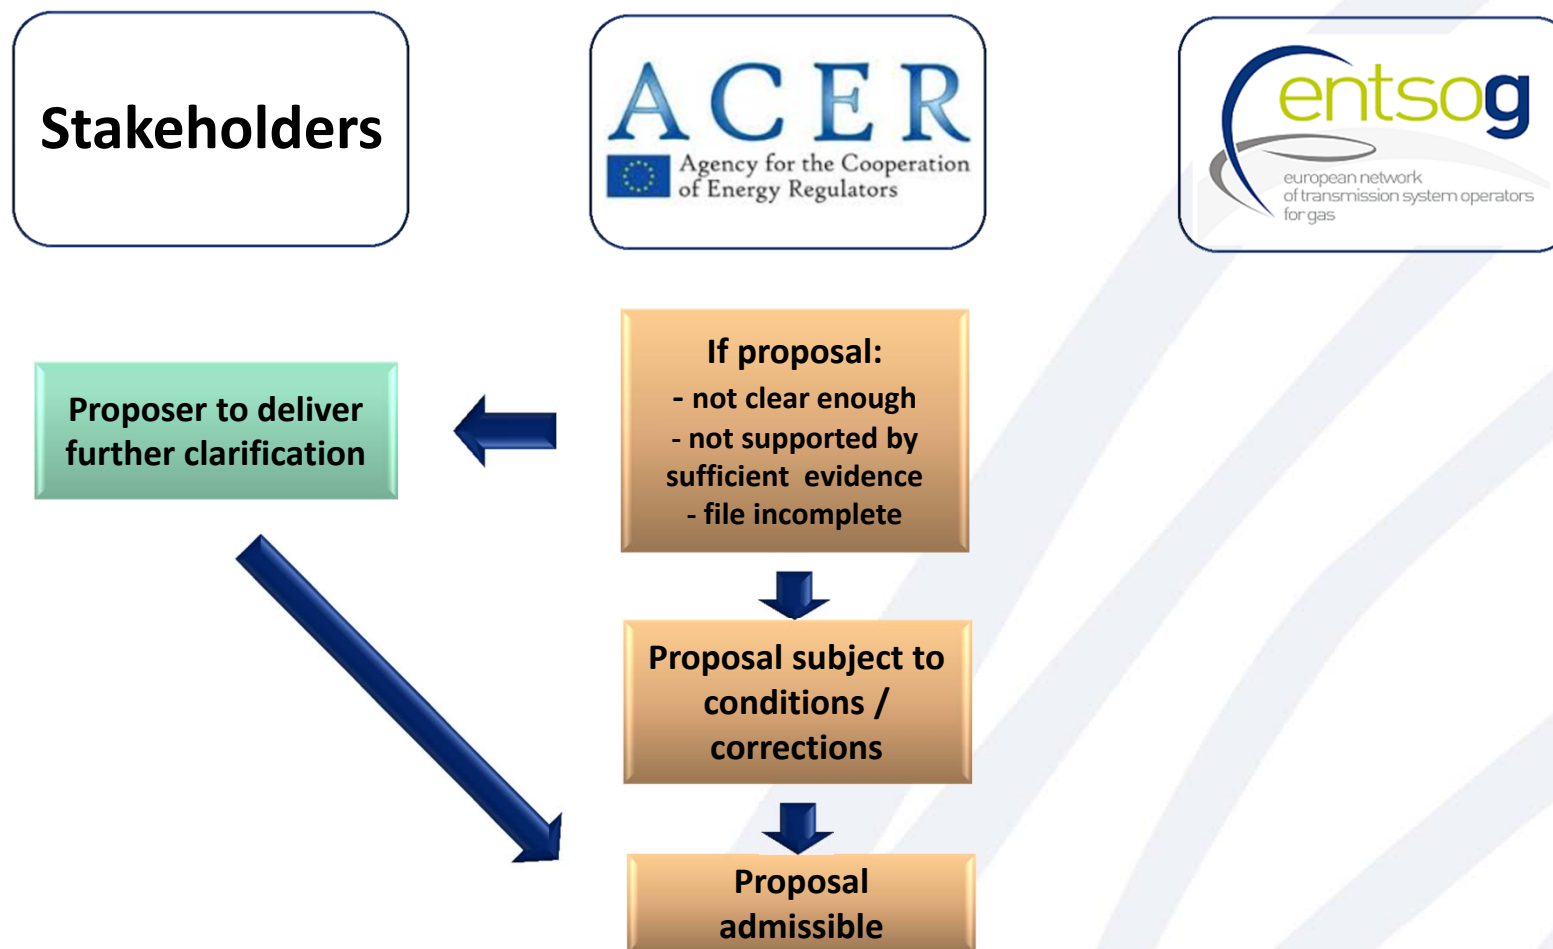 Stakeholders
ACER
Agency for the Cooperation
of Energy Regulators
entsog
european network
of transmission system operators
for gas
If proposal:
- not clear enough
- not supported by
sufficient evidence
- file incomplete
Proposer to deliver
further clarification
Proposal subject to
conditions /
corrections
Proposal
admissible